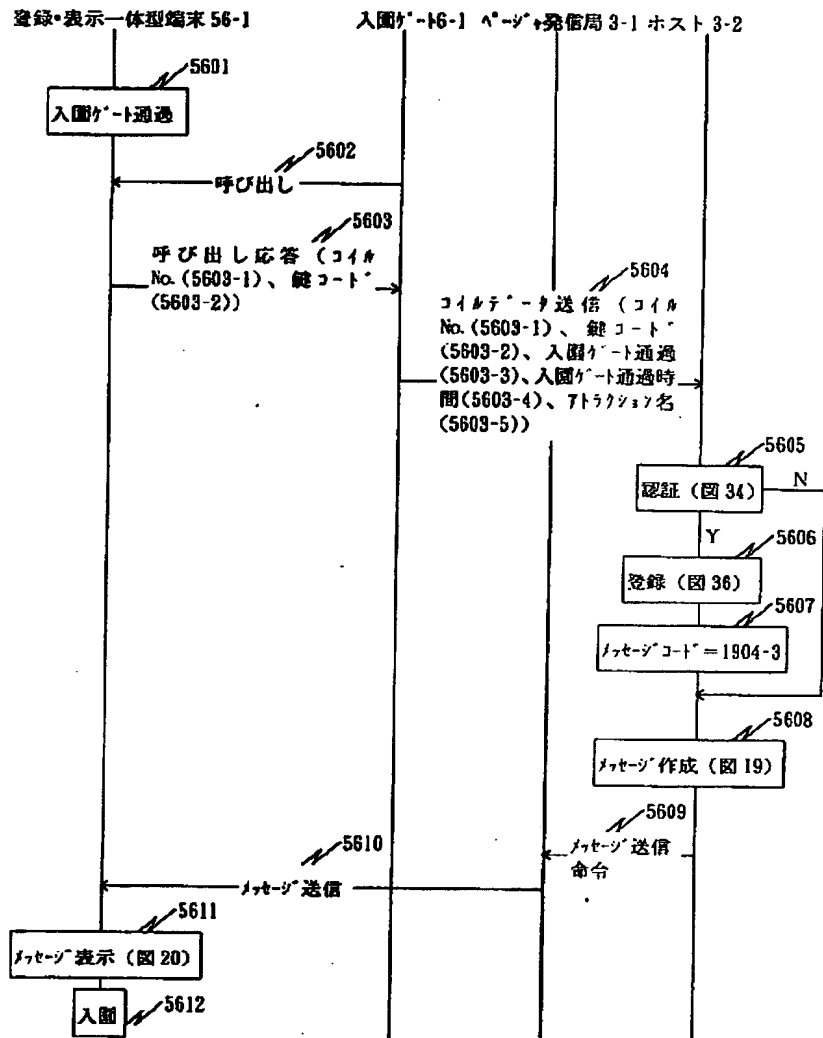 登録・表示一体型端末 56-1
入園ゲート6-1
ページャ発信局 3-1
ホスト 3-2
5601
入園ゲート通過
5602
呼び出し
5603
呼び出し応答（コイル
No.(5603-1)、鍵コード
(5603-2))
5604
コイルデータ送信（コイル
No.(5603-1)、鍵コード
(5603-2)、入園ゲート通過
(5603-3)、入園ゲート通過時
間(5603-4)、アトラクション名
(5603-5))
5605
認証（図34）
N
Y
5606
登録（図36）
5607
メッセージコード＝1904-3
5608
メッセージ作成（図19）
5609
メッセージ送信
命令
5610
メッセージ送信
5611
メッセージ表示（図20）
入園
5612